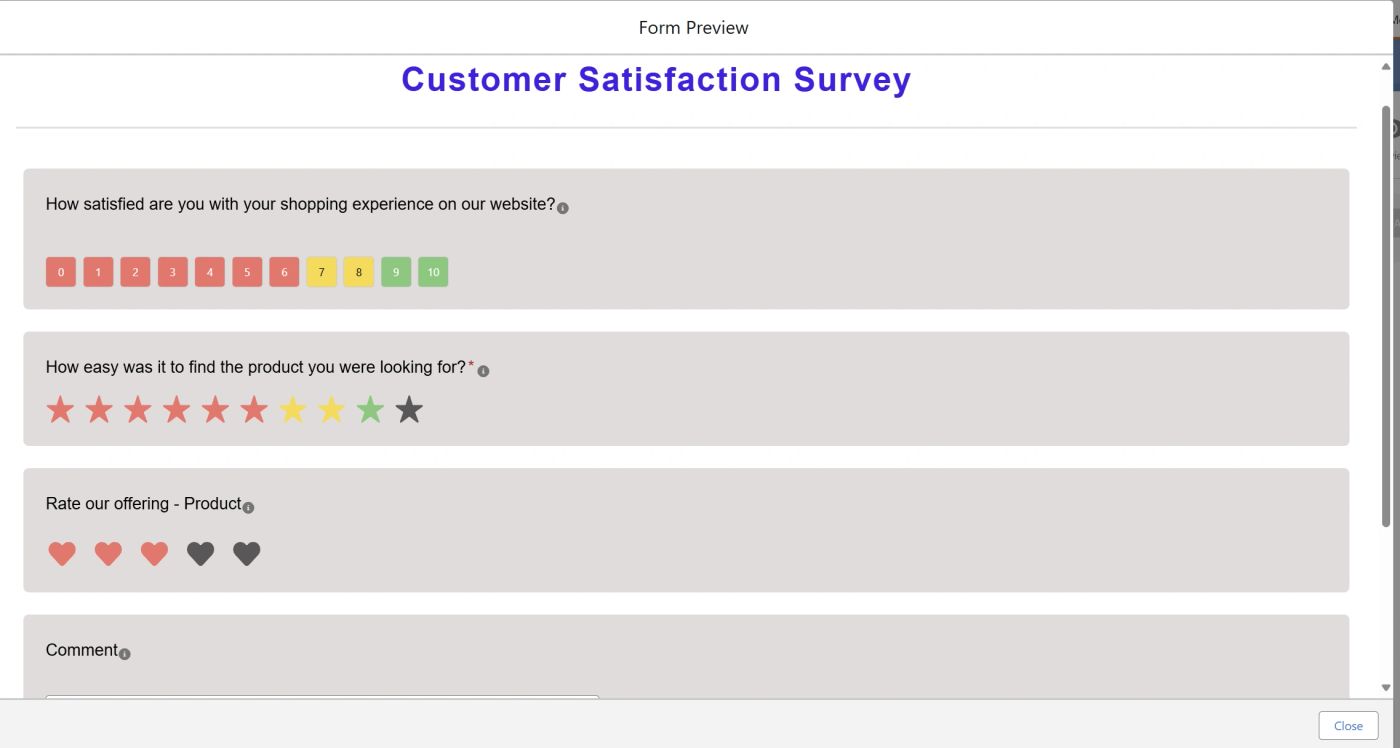 Form Preview
Customer Satisfaction Survey
How satisfied are you with your shopping experience on our website?
0 1 2 3 4 5 6 7 8 9 10
How easy was it to find the product you were looking for?*
Rate our offering - Product
Comment
Close